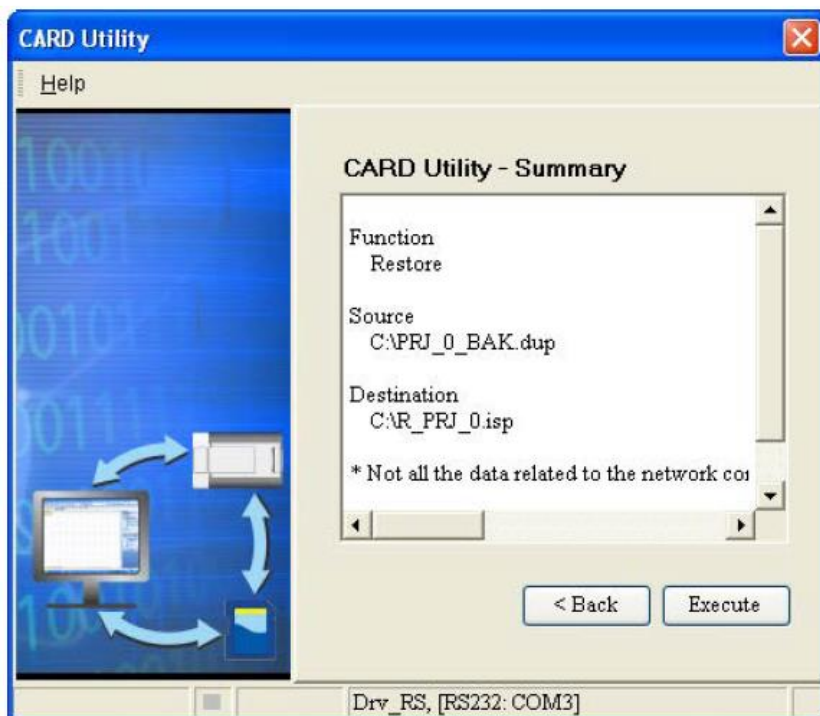 CARD Utility
Help
CARD Utility - Summary
Function
Restore
Source
C:\PRJ_0_BAK.dup
Destination
C:\R_PRJ_0.isp
* Not all the data related to the network
< Back
Execute
Drv_RS, [RS232: COM3]